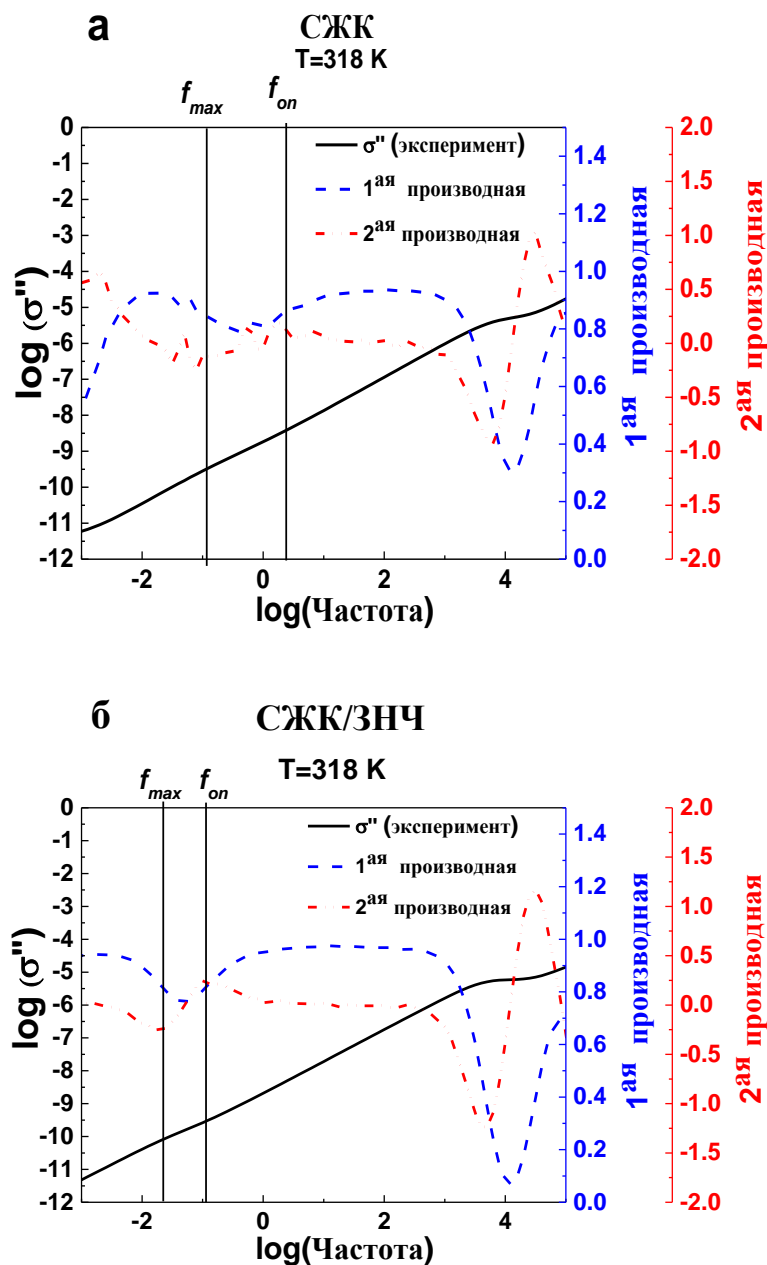 а
СЖК
T=318 K
f max f on
σ'' (эксперимент)
1ая производная
2ая производная
0
-1
-2
-3
-4
-5
-6
-7
-8
-9
-10
-11
-12
log (σ'')
-2 0 2 4
log(Частота)
1.4
1.2
1.0
0.8
0.6
0.4
0.2
0.0
1ая производная
2.0
1.5
1.0
0.5
0.0
-0.5
-1.0
-1.5
-2.0
2ая производная
б
СЖК/ЗНЧ
T=318 K
f max f on
σ'' (эксперимент)
1ая производная
2ая производная
0
-1
-2
-3
-4
-5
-6
-7
-8
-9
-10
-11
-12
log (σ'')
-2 0 2 4
log(Частота)
1.4
1.2
1.0
0.8
0.6
0.4
0.2
0.0
1ая производная
2.0
1.5
1.0
0.5
0.0
-0.5
-1.0
-1.5
-2.0
2ая производная